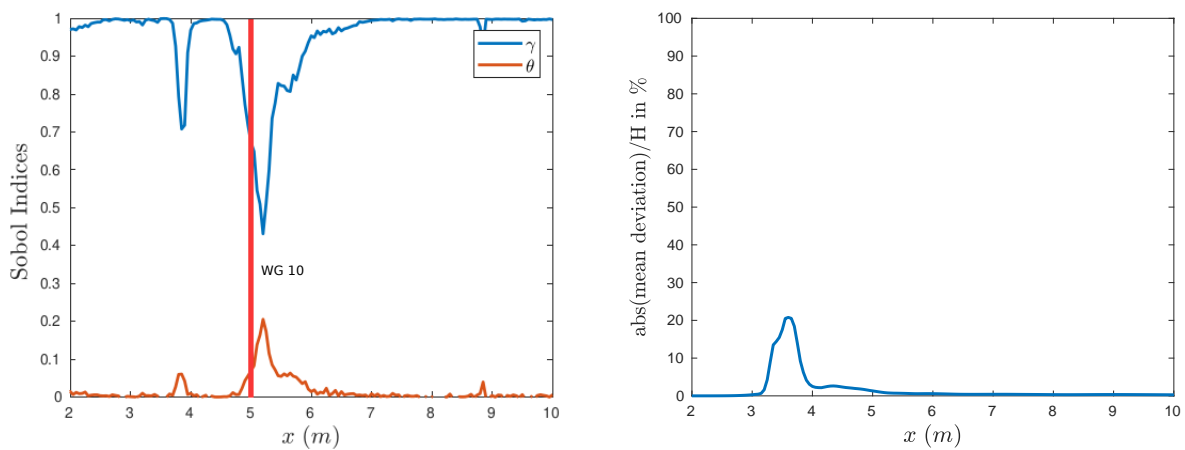 1
0.9
0.8
0.7
0.6
0.5
0.4
0.3
0.2
0.1
0
Sobol Indices
γ
θ
WG 10
2 3 4 5 6 7 8 9 10
x (m)
100
90
80
70
60
50
40
30
20
10
0
abs(mean deviation)/H in %
2 3 4 5 6 7 8 9 10
x (m)